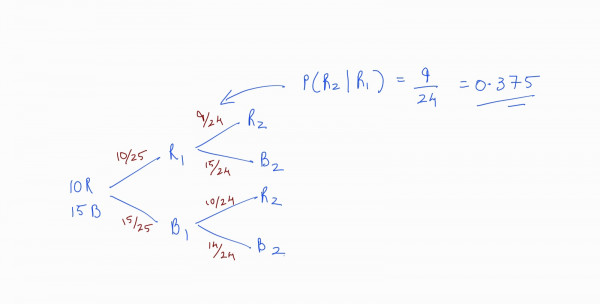 P(R₂|R₁) = 9/24 = 0.375
9/24 R₂
10/25 R₁
15/24 B₂
10R
15B
10/24 R₂
15/25 B₁
14/24 B₂